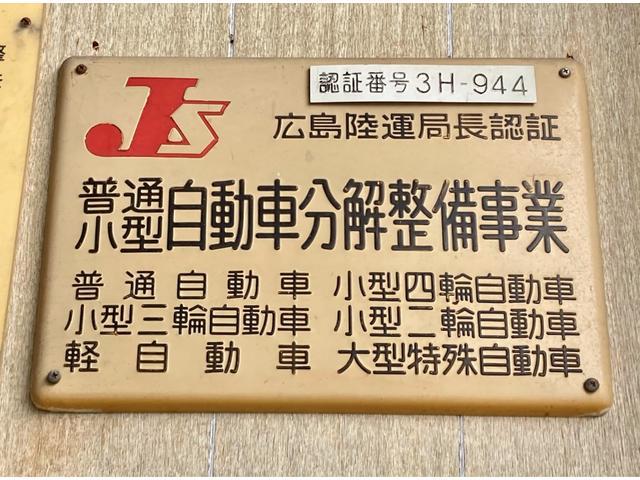 JS
認証番号3H-944
広島陸運局長認証
普通
小型
自動車分解整備事業
普通自動車 小型四輪自動車
小型三輪自動車 小型二輪自動車
軽自動車 大型特殊自動車